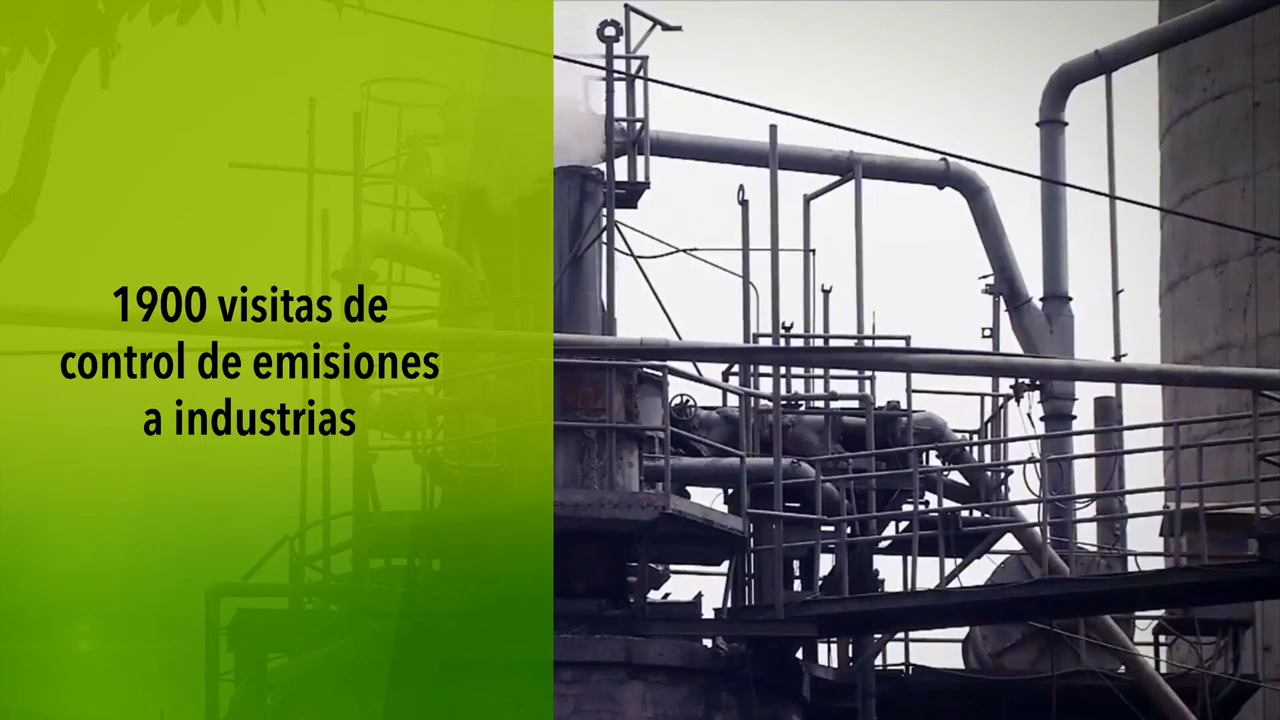 1900 visitas de
control de emisiones
a industrias